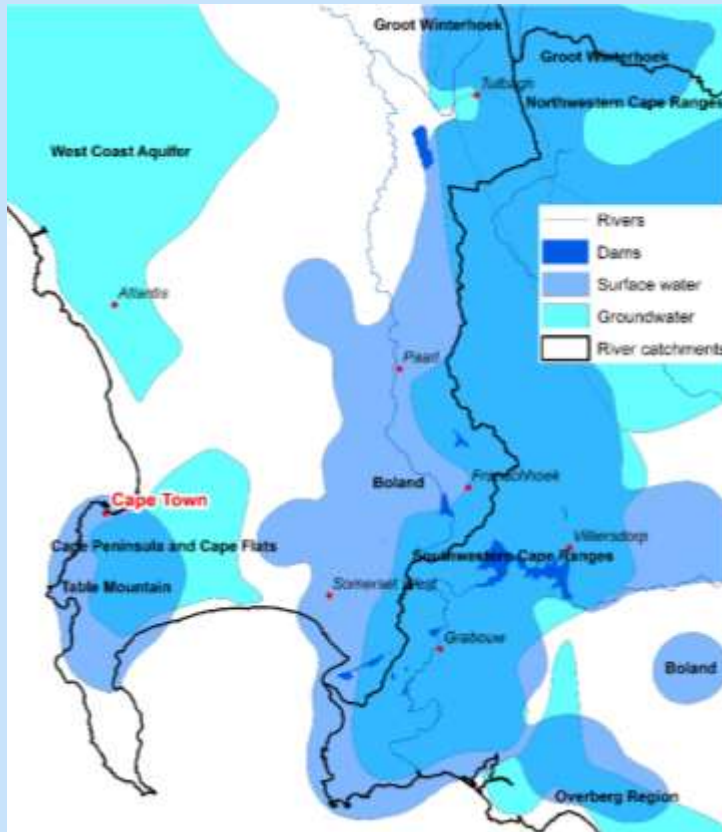 Groot Winterhoek
Groot Winterhoek
Tulbagh
Northwestern Cape Ranges
West Coast Aquifer
Rivers
Dams
Surface water
Groundwater
River catchments
Atlantis
Paarl
Boland
Franschhoek
Cape Town
Cape Peninsula and Cape Flats
Villiersdorp
Southwestern Cape Ranges
Table Mountain
Somerset West
Grabouw
Boland
Overberg Region